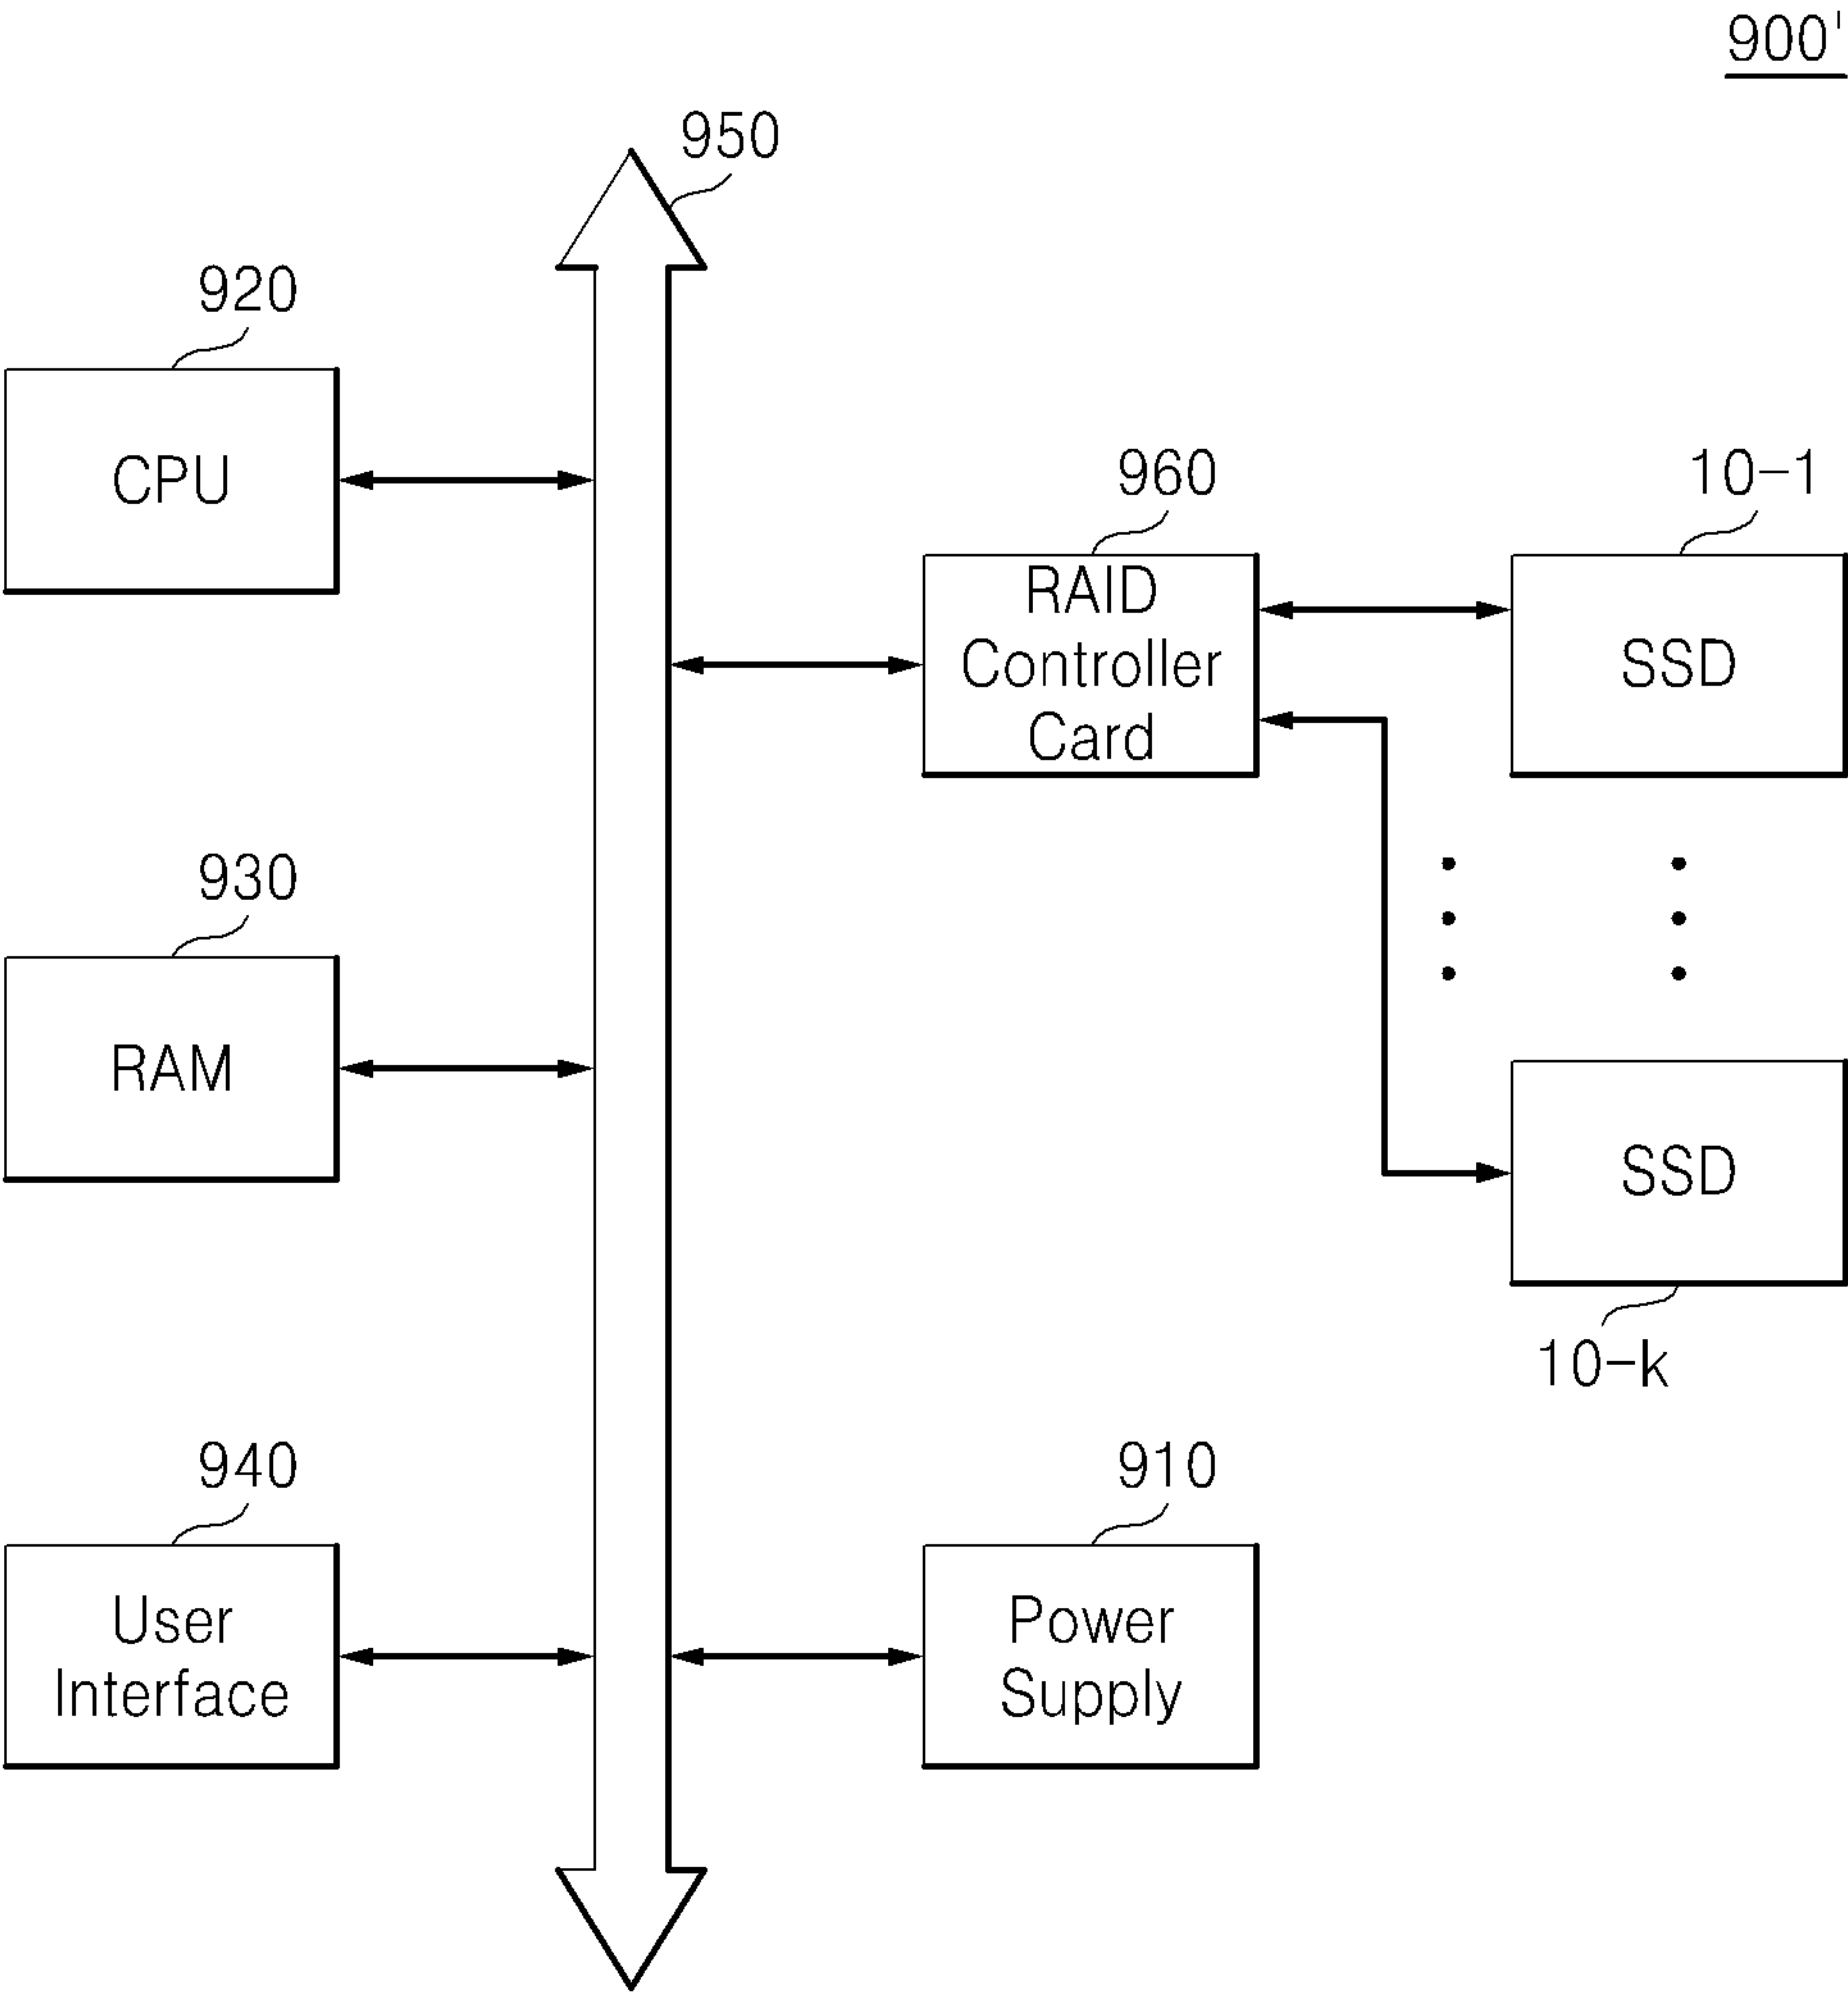 900'
950
920
CPU
960
RAID
Controller
Card
10-1
SSD
930
RAM
SSD
10-k
940
User
Interface
910
Power
Supply